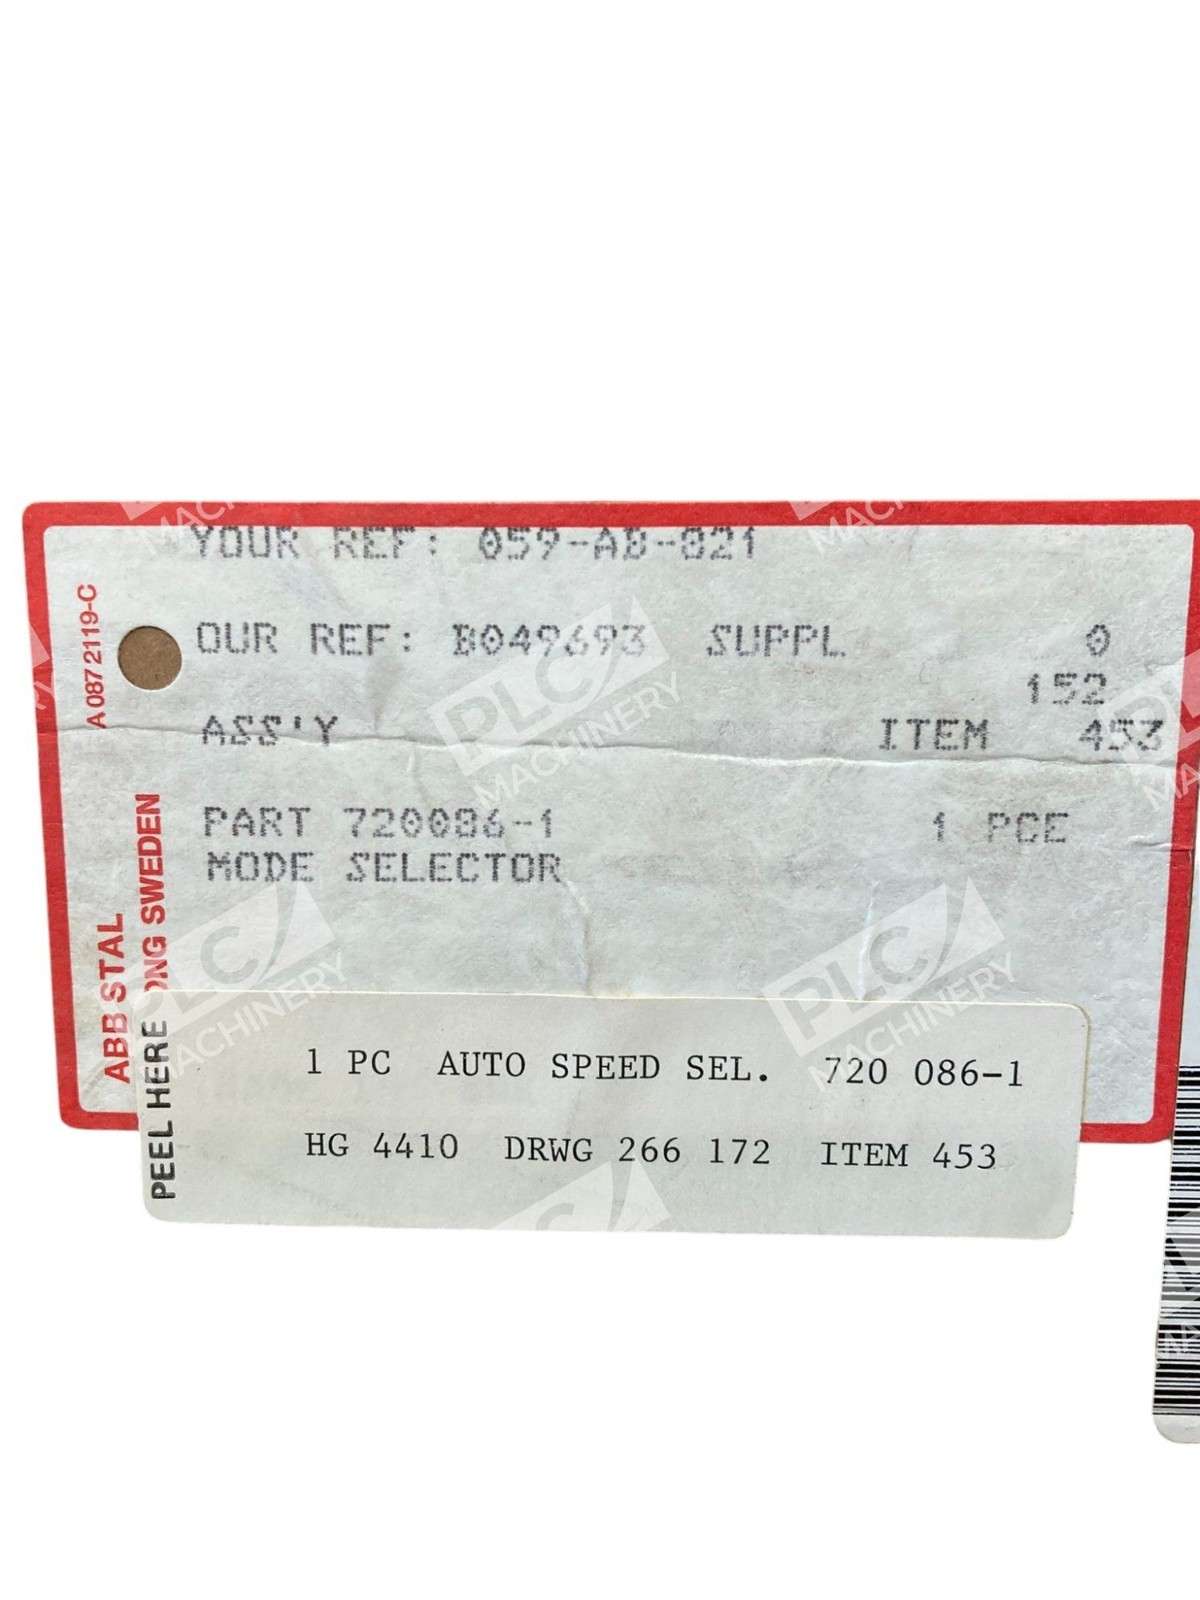 YOUR REF: 059-AB-021
OUR REF: B049693 SUPPL 0
152
ASS'Y ITEM 453
PART 720086-1 1 PCE
MODE SELECTOR
A 087 2119-C
ABB STAL
ONG SWEDEN
PEEL HERE
1 PC AUTO SPEED SEL. 720 086-1
HG 4410 DRWG 266 172 ITEM 453
PLC MACHINERY